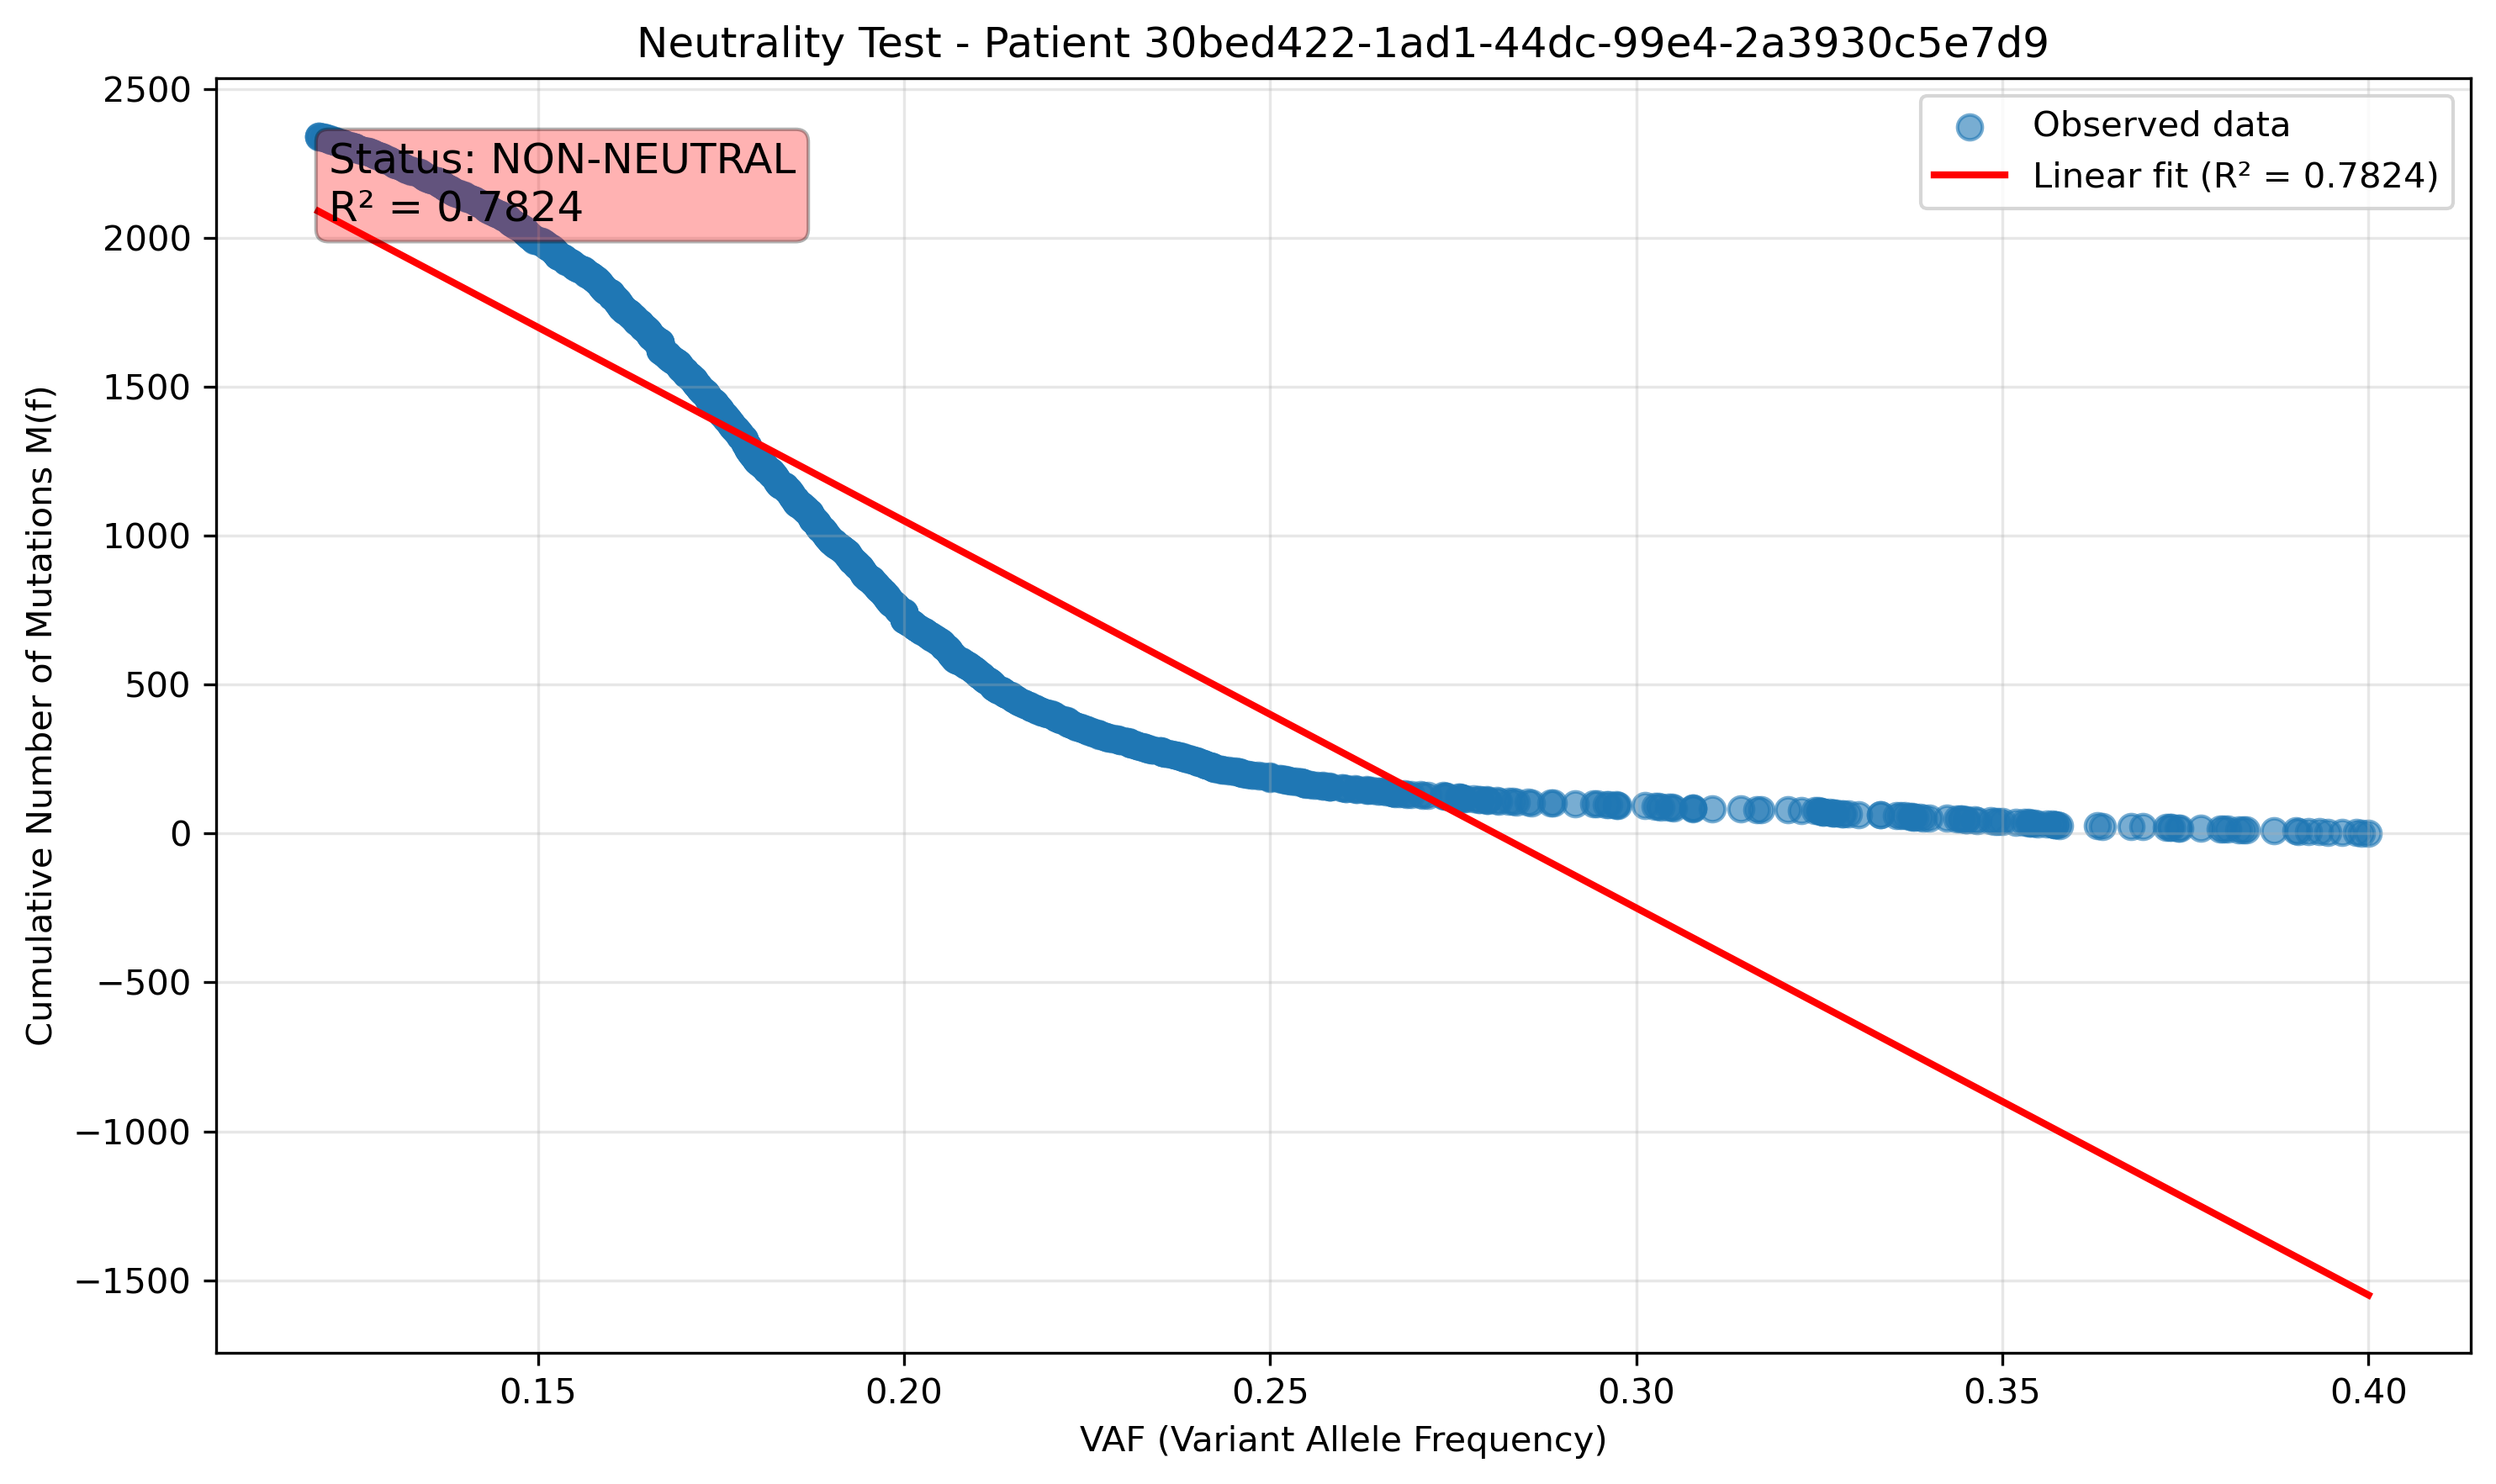 Neutrality Test - Patient 30bed422-1ad1-44dc-99e4-2a3930c5e7d9
Status: NON-NEUTRAL
R² = 0.7824
Observed data
Linear fit (R² = 0.7824)
Cumulative Number of Mutations M(f)
2500
2000
1500
1000
500
0
−500
−1000
−1500
0.15
0.20
0.25
0.30
0.35
0.40
VAF (Variant Allele Frequency)